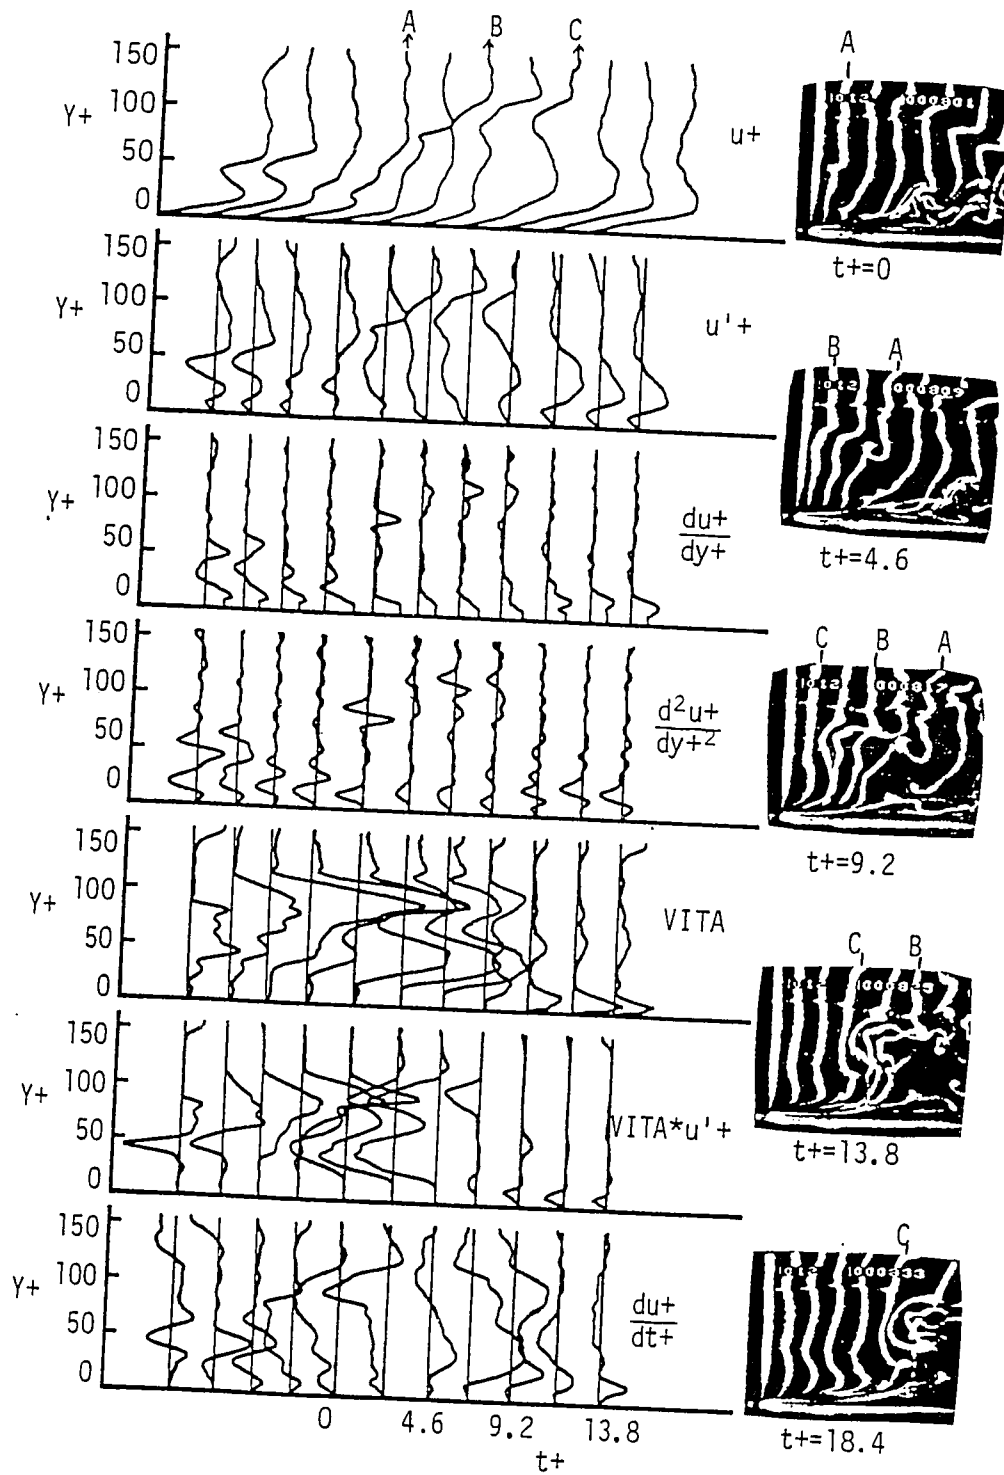 A
B
C
150
100
Y+
50
0
u+
A
t+=0
150
100
Y+
50
0
u'+
B A
t+=4.6
150
100
Y+
50
0
du+
dy+
150
100
Y+
50
0
d²u+
dy+²
C B A
t+=9.2
150
100
Y+
50
0
VITA
C B
t+=13.8
150
100
Y+
50
0
VITA*u'+
150
100
Y+
50
0
du+
dt+
C
t+=18.4
0 4.6 9.2 13.8
t+